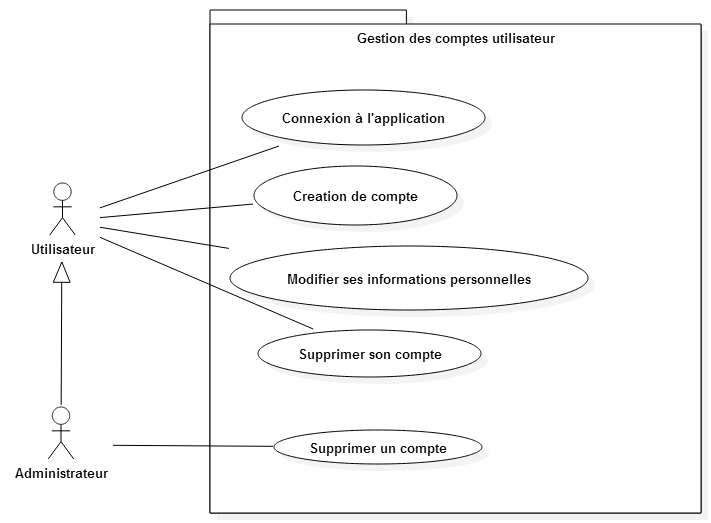 Gestion des comptes utilisateur
Connexion à l'application
Creation de compte
Utilisateur
Modifier ses informations personnelles
Supprimer son compte
Supprimer un compte
Administrateur